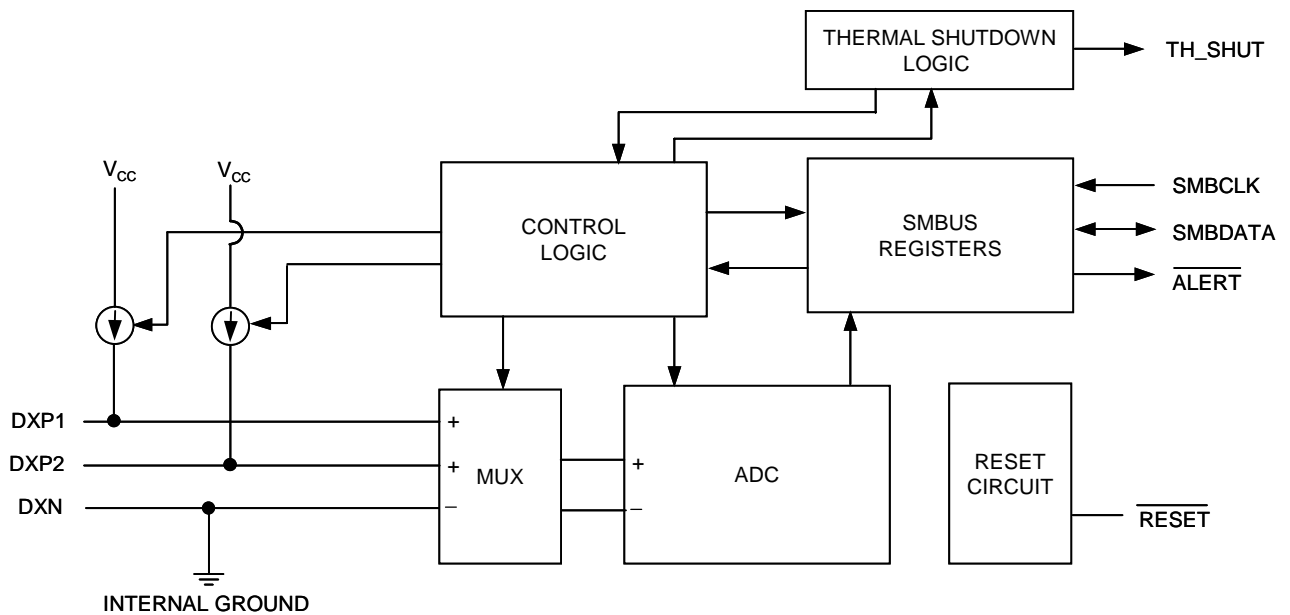 THERMAL SHUTDOWN
LOGIC
TH_SHUT
VCC
VCC
CONTROL
LOGIC
SMBUS
REGISTERS
SMBCLK
SMBDATA
ALERT
DXP1
+
DXP2
+
MUX
DXN
−
+
−
ADC
RESET
CIRCUIT
RESET
INTERNAL GROUND